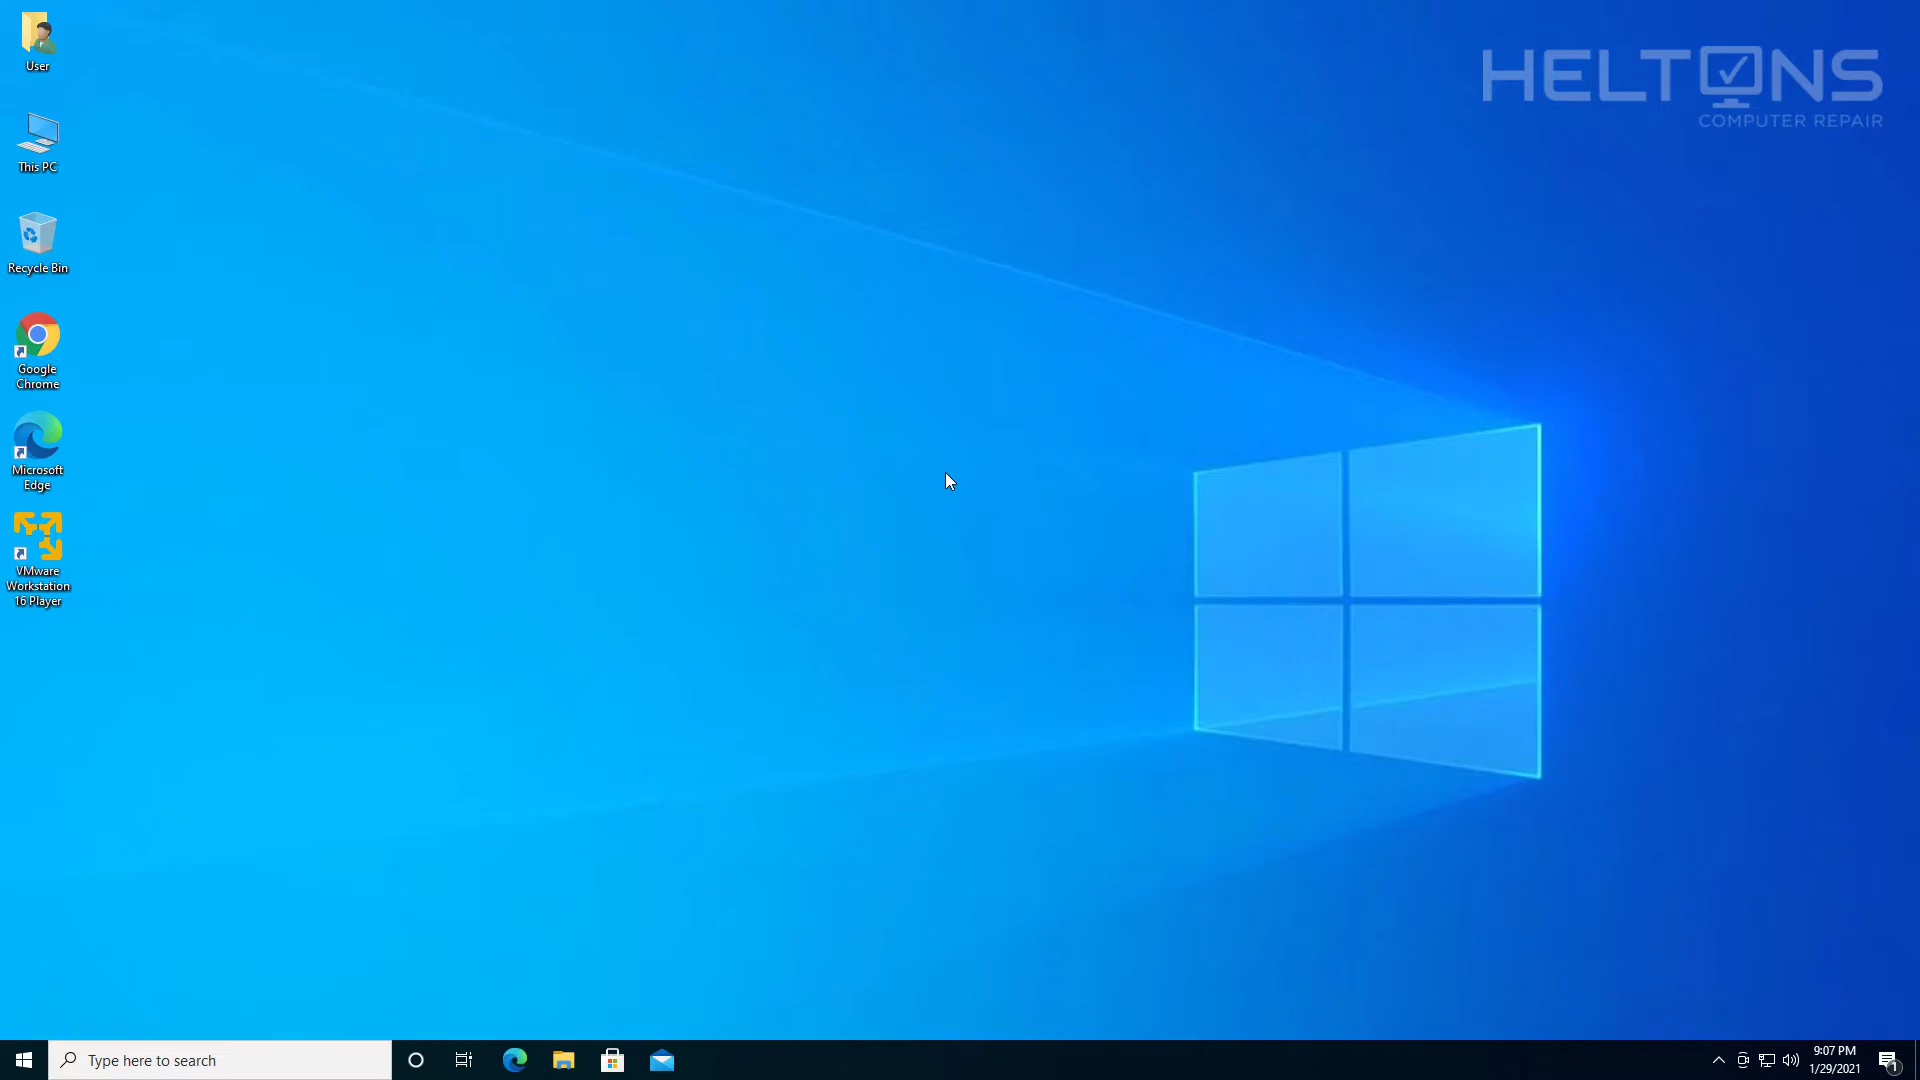 User
This PC
Recycle Bin
Google
Chrome
Microsoft
Edge
VMware
Workstation
16 Player
HELTONS
COMPUTER REPAIR
Type here to search
9:07 PM
1/29/2021
1